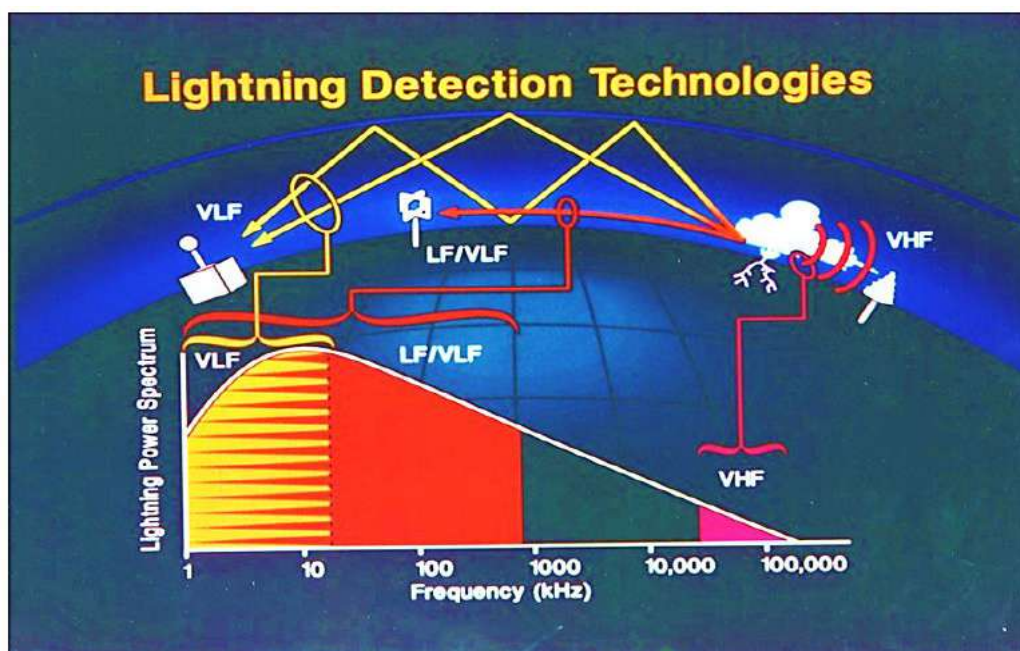 Lightning Detection Technologies
VLF
LF/VLF
VHF
VLF
LF/VLF
VHF
Lightning Power Spectrum
1
10
100
1000
10,000
100,000
Frequency (kHz)